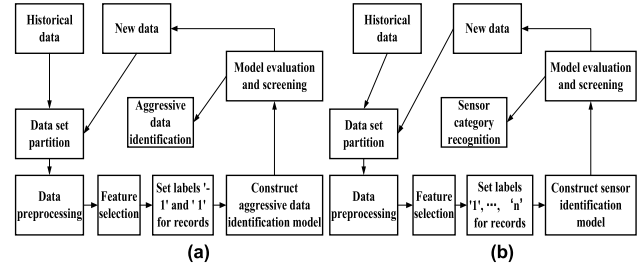 Historical
data
New data
Model evaluation
and screening
Aggressive
data
identification
Data set
partition
Data
preprocessing
Feature
selection
Set labels '-
1' and ' 1'
for records
Construct
aggressive data
identification model
(a)
Historical
data
New data
Model evaluation
and screening
Sensor
category
recognition
Data set
partition
Data
preprocessing
Feature
selection
Set labels
'1', ···, ‘n’
for records
Construct sensor
identification
model
(b)